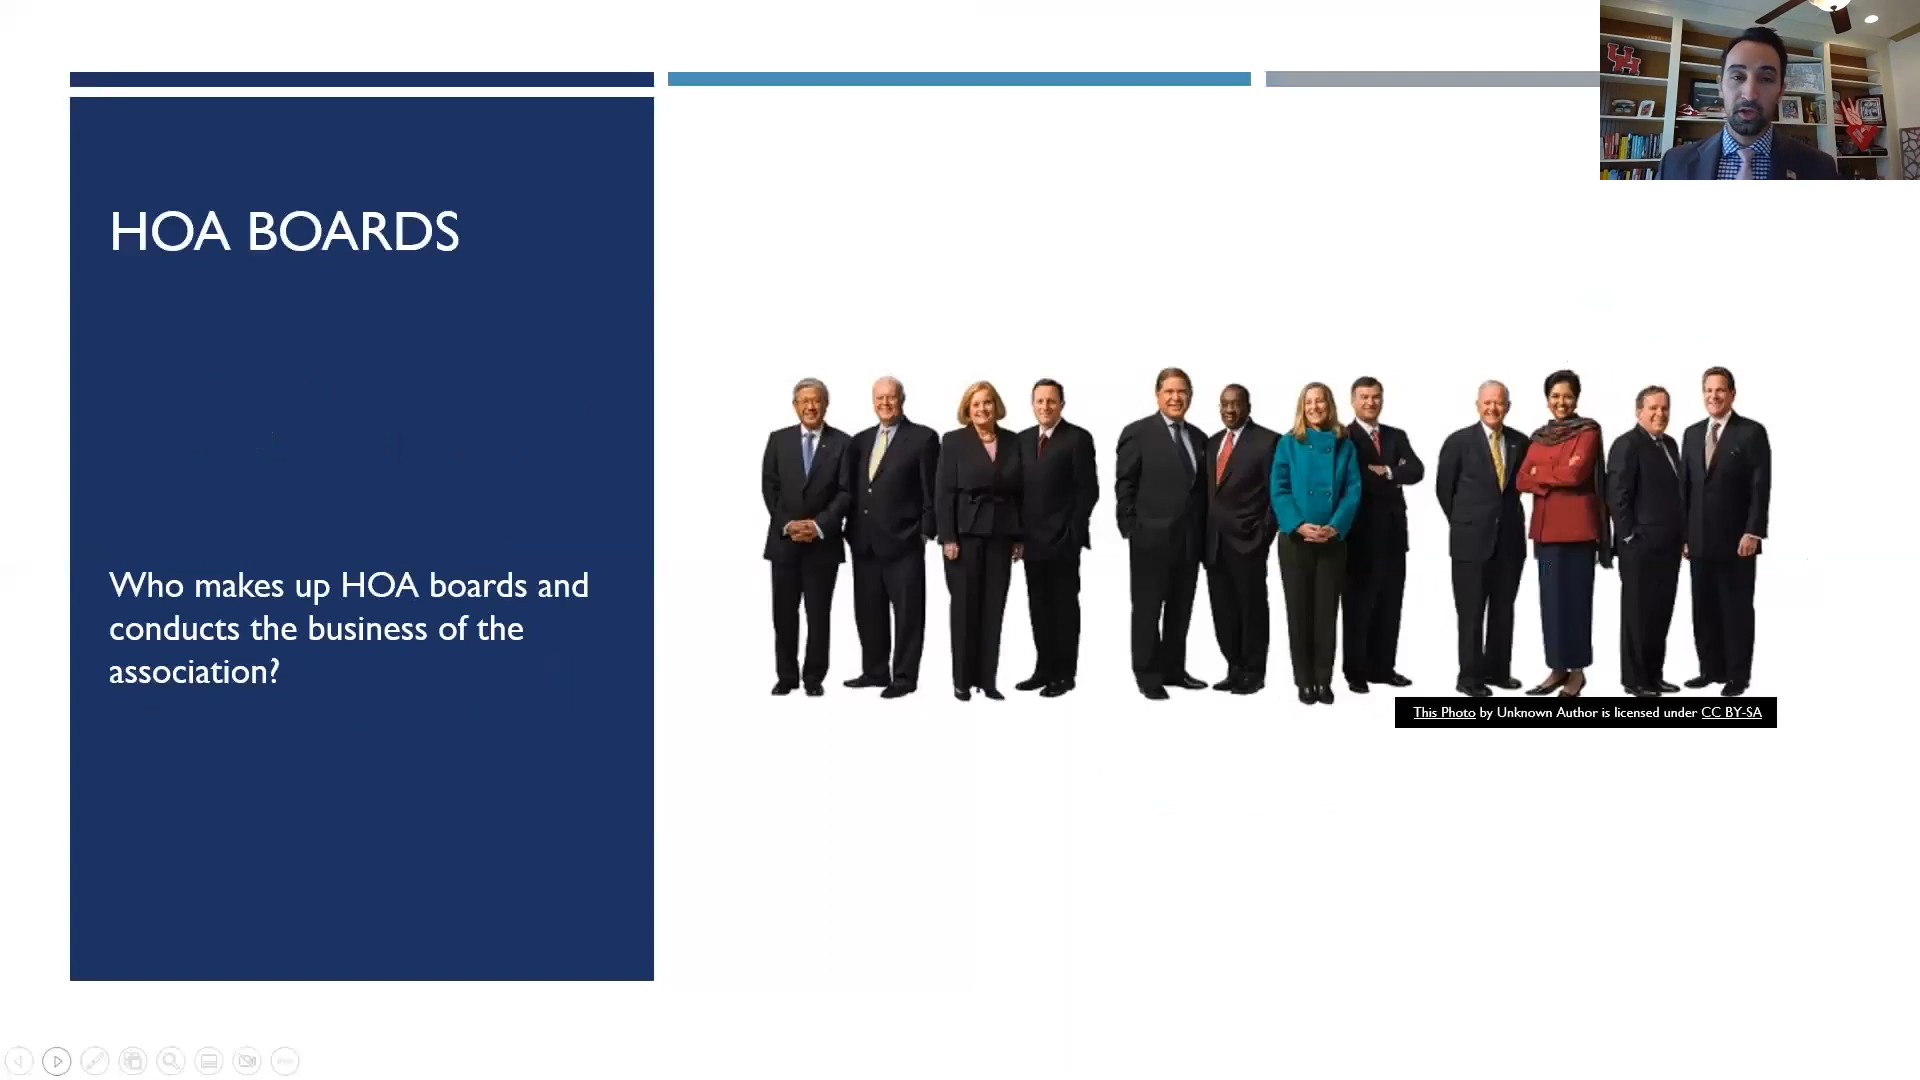 HOA BOARDS
Who makes up HOA boards and
conducts the business of the
association?
This Photo by Unknown Author is licensed under CC BY-SA